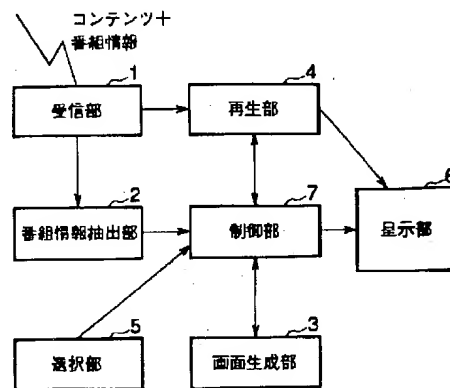 コンテンツ＋
番組情報
1
受信部
4
再生部
2
番組情報抽出部
7
制御部
6
呈示部
5
選択部
3
画面生成部